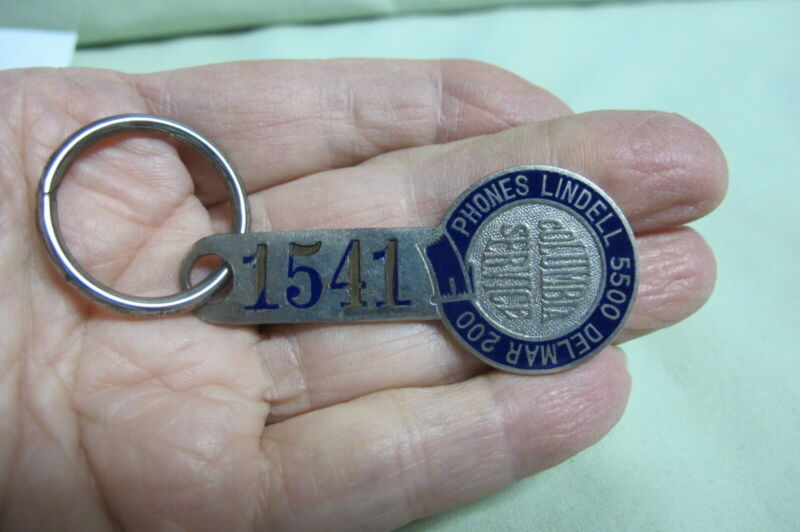 1541
PHONES LINDELL 5500 DELMAR 200
COLUMBIA
SERVICE